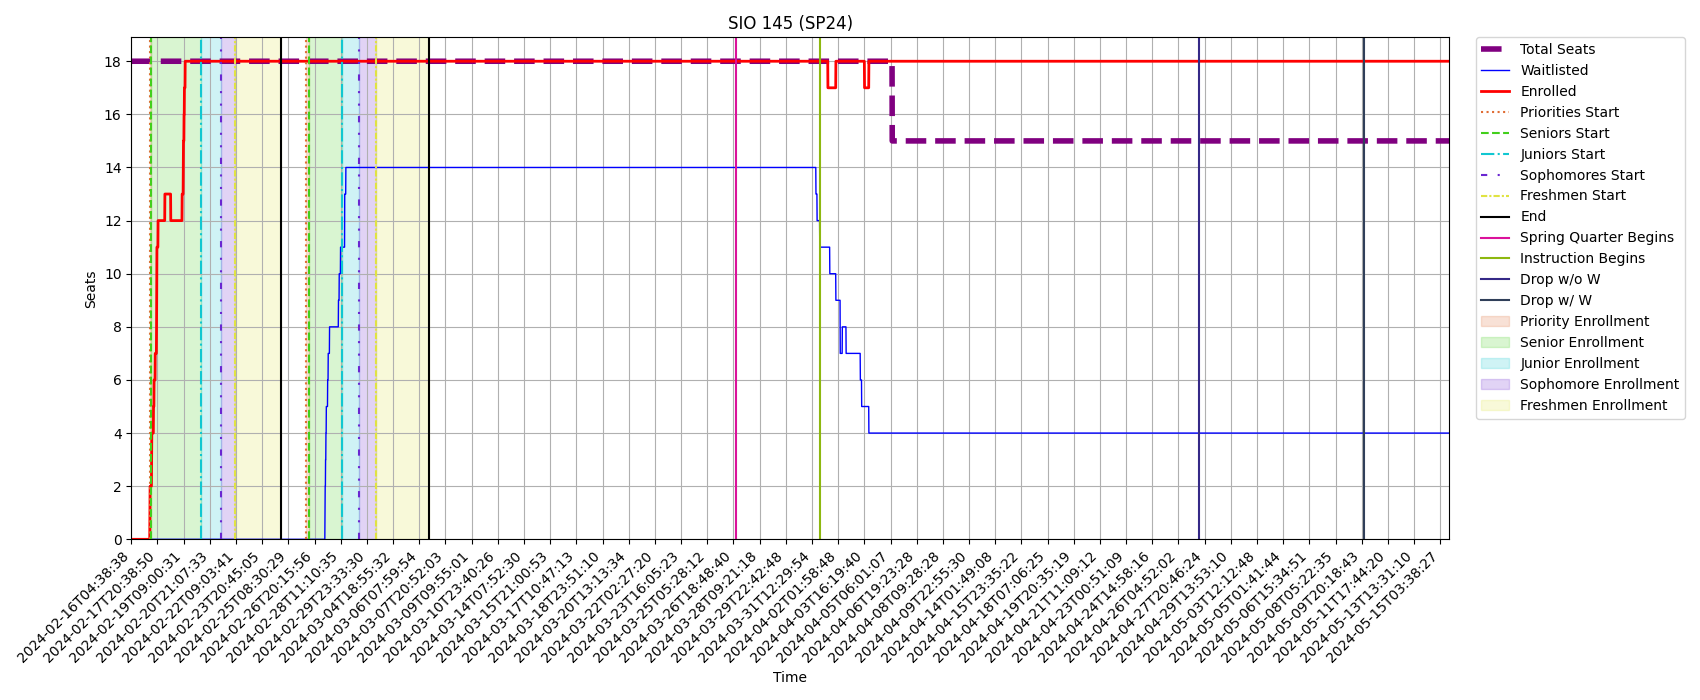 SIO 145 (SP24)
Seats
18
16
14
12
10
8
6
4
2
0
2024-02-16T04:38:38
2024-02-17T20:38:50
2024-02-19T09:00:31
2024-02-20T21:07:33
2024-02-22T09:03:41
2024-02-23T20:45:05
2024-02-25T08:30:29
2024-02-26T20:15:56
2024-02-28T11:10:35
2024-02-29T23:33:30
2024-03-04T18:55:32
2024-03-06T07:59:54
2024-03-07T20:52:03
2024-03-09T09:55:01
2024-03-10T23:40:26
2024-03-14T07:52:30
2024-03-15T21:00:53
2024-03-17T10:47:13
2024-03-18T23:51:10
2024-03-20T13:13:34
2024-03-22T02:27:20
2024-03-23T16:05:23
2024-03-25T05:28:12
2024-03-26T18:48:40
2024-03-28T09:21:18
2024-03-29T22:42:48
2024-03-31T12:29:54
2024-04-02T01:58:48
2024-04-03T16:19:40
2024-04-05T06:01:07
2024-04-06T19:23:28
2024-04-08T09:28:28
2024-04-09T22:55:30
2024-04-14T01:49:08
2024-04-15T23:35:22
2024-04-18T07:06:25
2024-04-19T20:35:19
2024-04-21T11:09:12
2024-04-23T00:51:09
2024-04-24T14:58:16
2024-04-26T04:52:02
2024-04-27T20:46:24
2024-04-29T13:53:10
2024-05-03T12:12:48
2024-05-05T01:41:44
2024-05-06T15:34:51
2024-05-08T05:22:35
2024-05-09T20:18:43
2024-05-11T17:44:20
2024-05-13T13:31:10
2024-05-15T03:38:27
Time
Total Seats
Waitlisted
Enrolled
Priorities Start
Seniors Start
Juniors Start
Sophomores Start
Freshmen Start
End
Spring Quarter Begins
Instruction Begins
Drop w/o W
Drop w/ W
Priority Enrollment
Senior Enrollment
Junior Enrollment
Sophomore Enrollment
Freshmen Enrollment